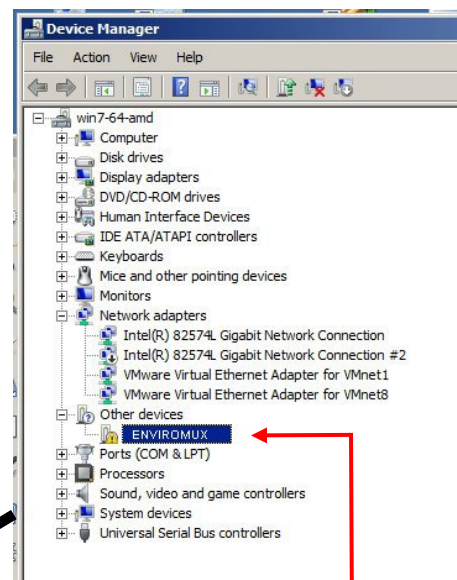 Device Manager
File Action View Help
win7-64-amd
Computer
Disk drives
Display adapters
DVD/CD-ROM drives
Human Interface Devices
IDE ATA/ATAPI controllers
Keyboards
Mice and other pointing devices
Monitors
Network adapters
Intel(R) 82574L Gigabit Network Connection
Intel(R) 82574L Gigabit Network Connection #2
VMware Virtual Ethernet Adapter for VMnet1
VMware Virtual Ethernet Adapter for VMnet8
Other devices
ENVIROMUX
Ports (COM & LPT)
Processors
Sound, video and game controllers
System devices
Universal Serial Bus controllers